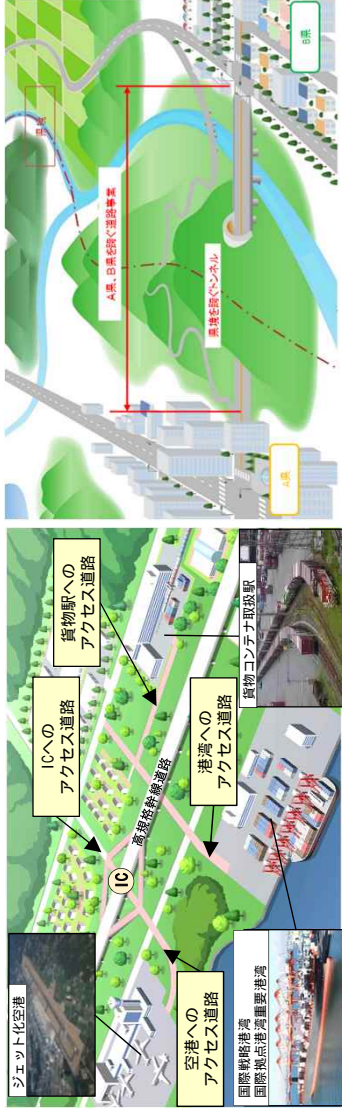 ジェット化空港
ICへの
アクセス道路
貨物駅への
アクセス道路
IC
高規格幹線道路
空港への
アクセス道路
港湾への
アクセス道路
国際戦略港湾
国際拠点港湾重要港湾
貨物コンテナ取扱駅
県境
A県、B県を跨ぐ道路事業
県境を跨ぐトンネル
A県
B県